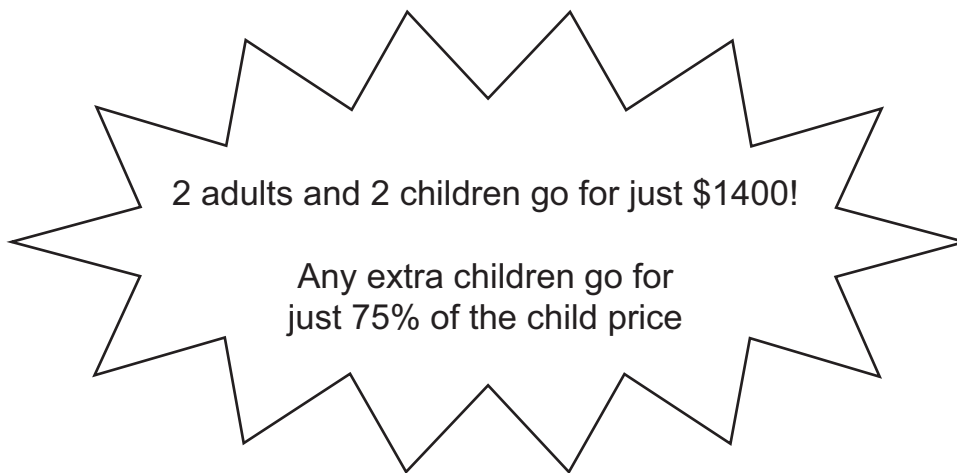 2 adults and 2 children go for just $1400!
Any extra children go for
just 75% of the child price